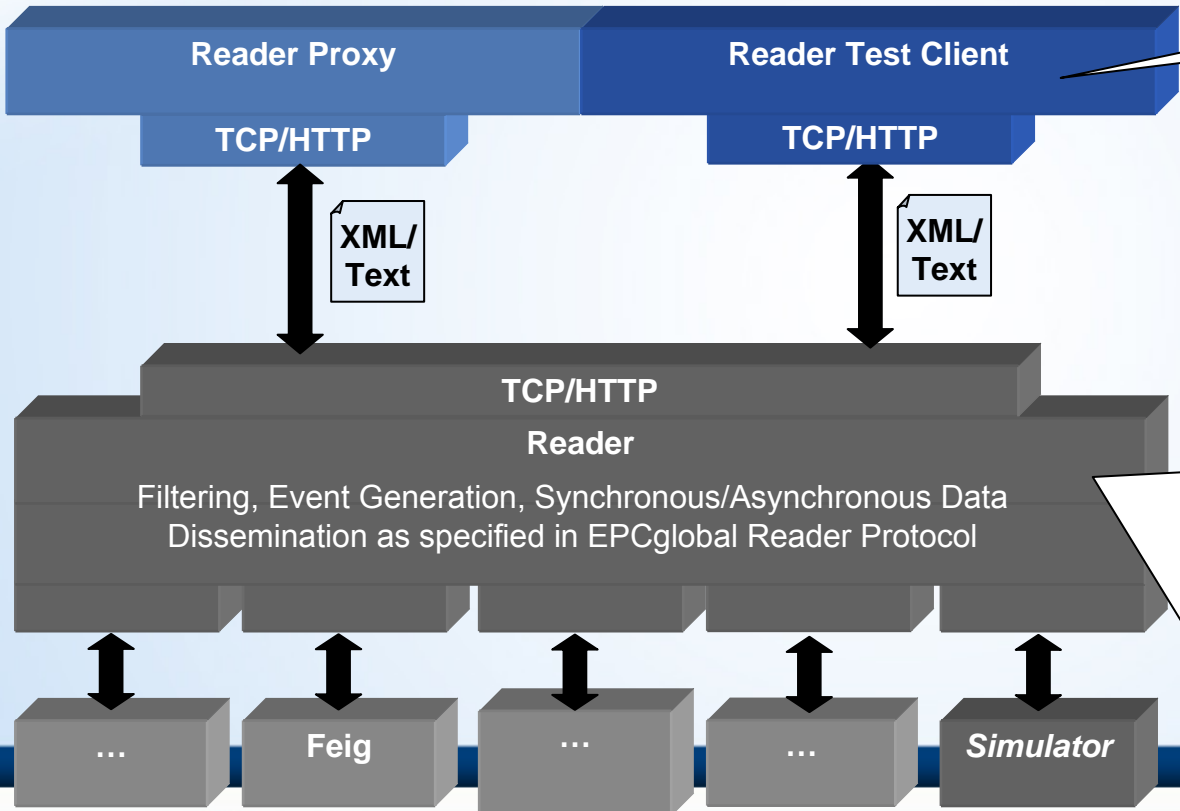 Reader Proxy
Reader Test Client
TCP/HTTP
TCP/HTTP
XML/
Text
XML/
Text
TCP/HTTP
Reader
Filtering, Event Generation, Synchronous/Asynchronous Data
Dissemination as specified in EPCglobal Reader Protocol
…
Feig
…
…
Simulator